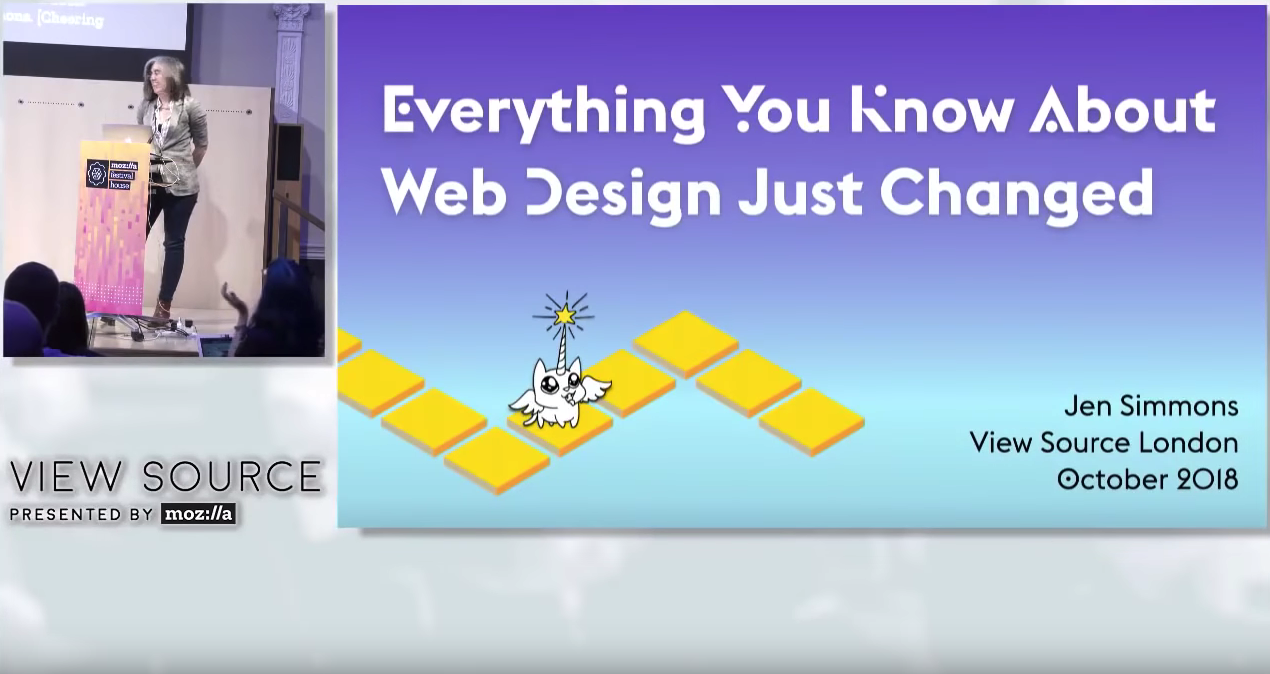 ons. [Cheering
mozilla
festival
house
Everything You Know About
Web Design Just Changed
Jen Simmons
View Source London
October 2018
VIEW SOURCE
PRESENTED BY moz://a